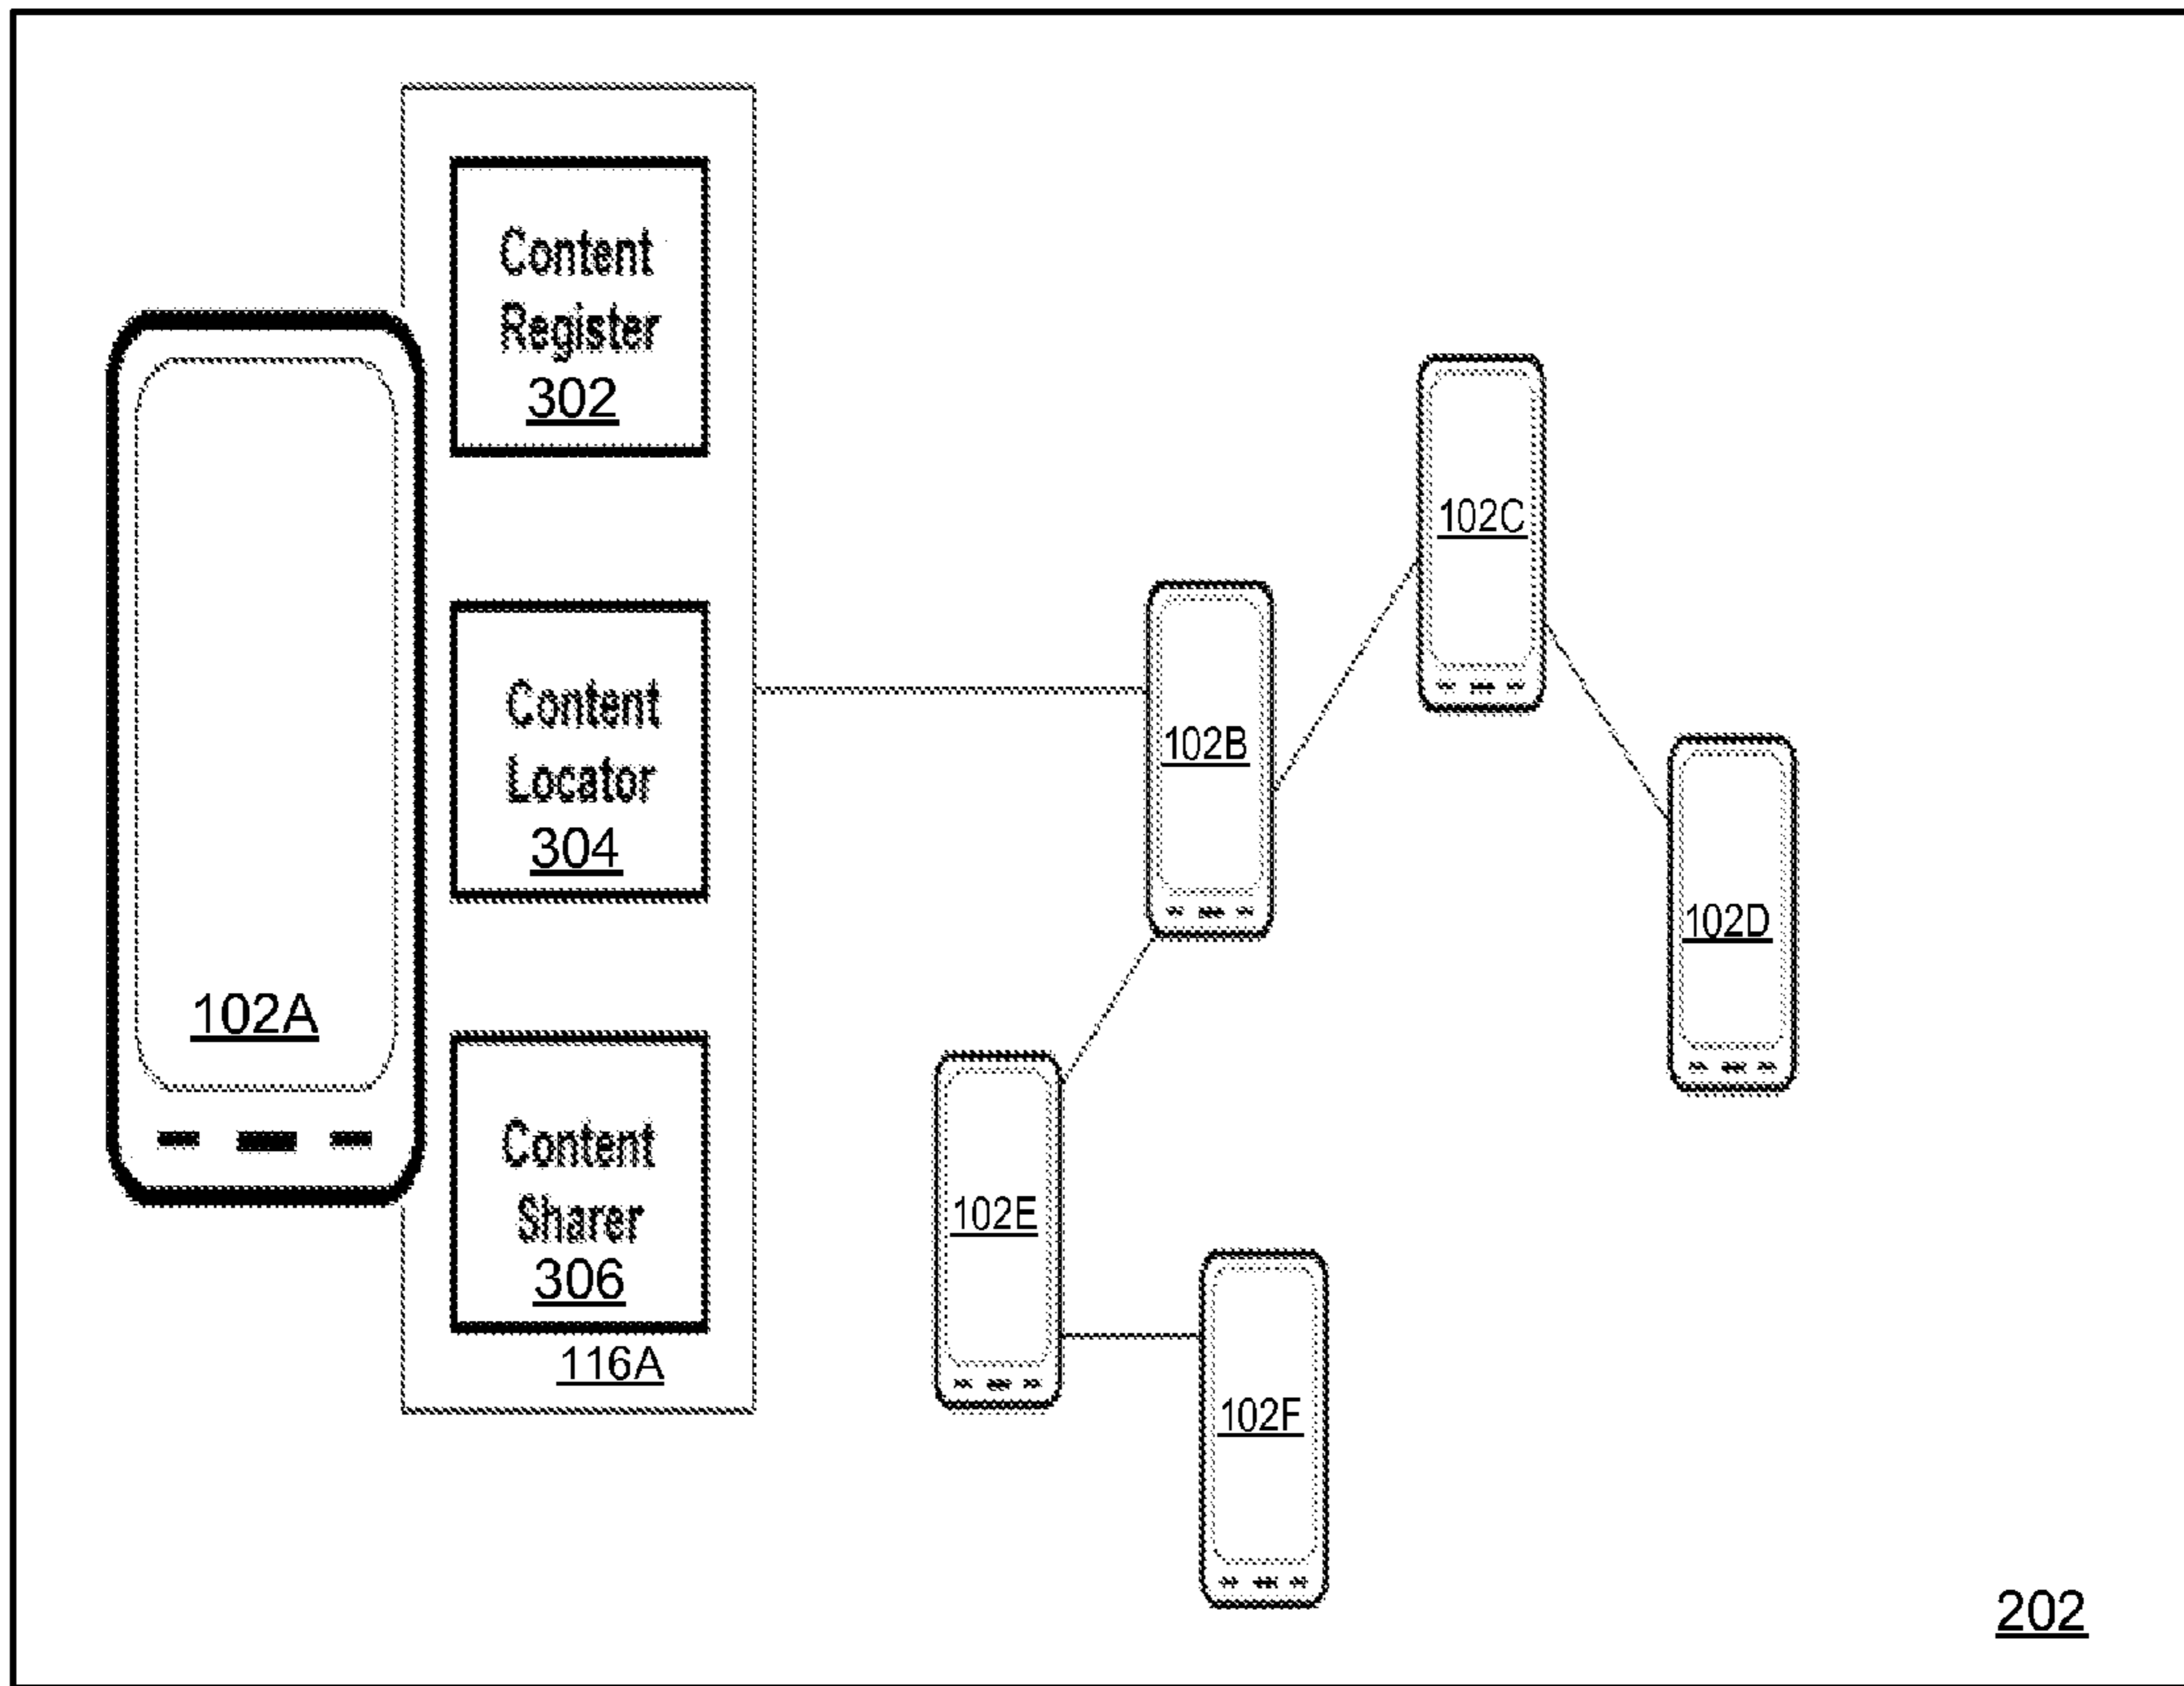 Content
Register
302
Content
Locator
304
Content
Sharer
306
116A
102A
102B
102C
102D
102E
102F
202